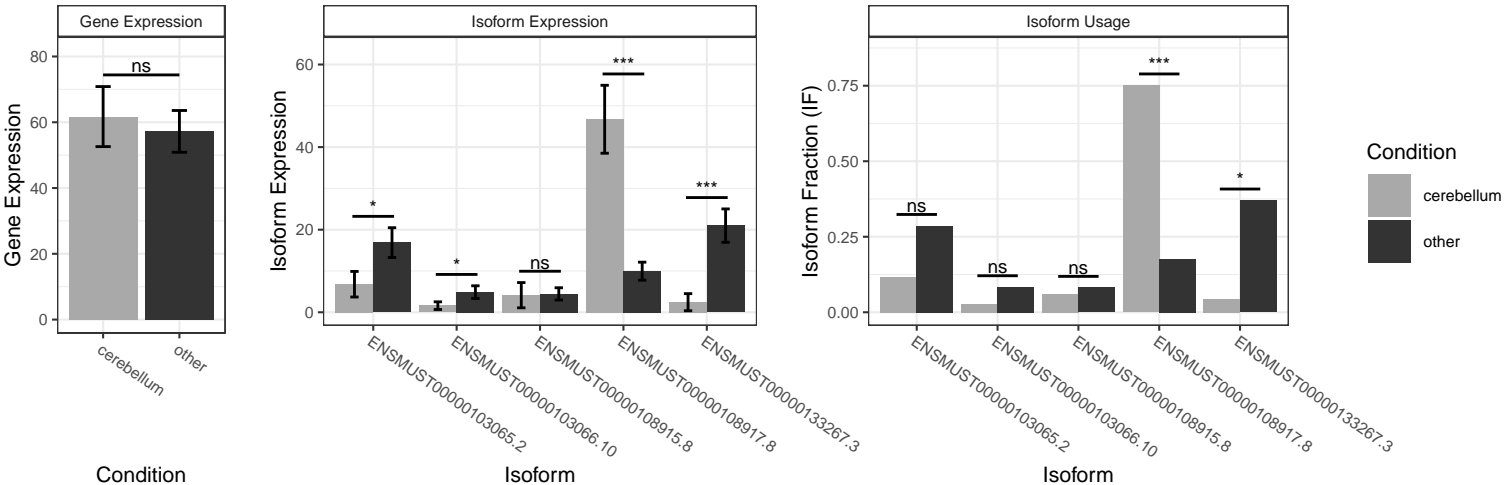 Gene Expression
Gene Expression
80
60
40
20
0
ns
cerebellum
other
Condition
Isoform Expression
Isoform Expression
60
40
20
0
*
*
ns
***
***
ENSMUST00000103065.2
ENSMUST00000103066.10
ENSMUST00000108915.8
ENSMUST00000108917.8
ENSMUST00000133267.3
Isoform
Isoform Usage
Isoform Fraction (IF)
0.75
0.50
0.25
0.00
ns
ns
ns
***
*
ENSMUST00000103065.2
ENSMUST00000103066.10
ENSMUST00000108915.8
ENSMUST00000108917.8
ENSMUST00000133267.3
Isoform
Condition
cerebellum
other